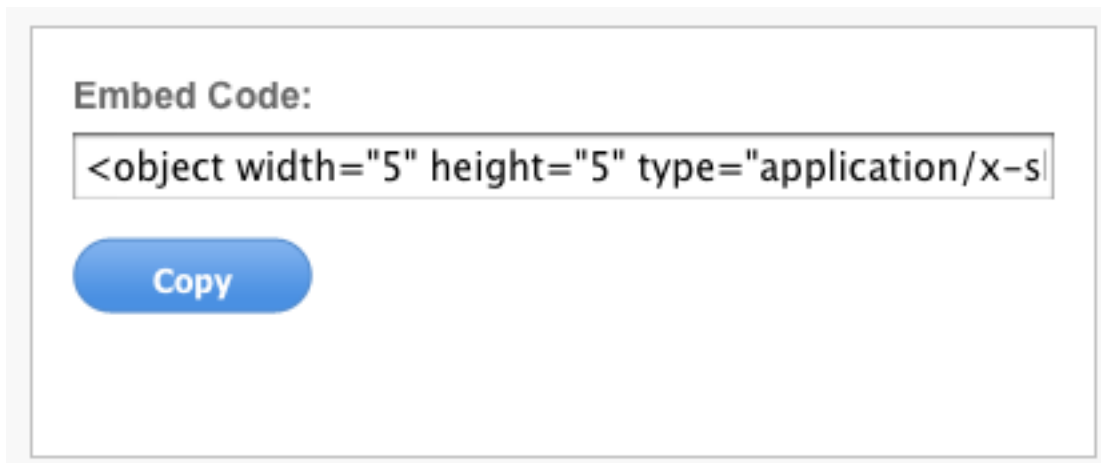 Embed Code:
<object width="5" height="5" type="application/x-s
Copy